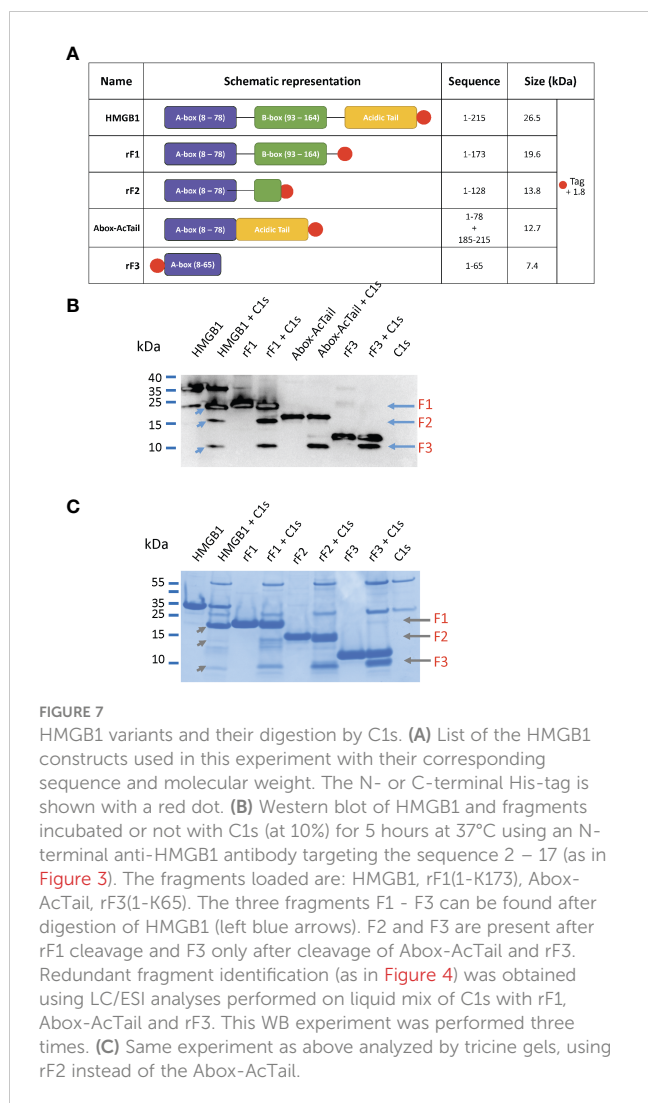 A
Name Schematic representation Sequence Size (kDa)
HMGB1 A-box (8 – 78) B-box (93 – 164) Acidic Tail 1-215 26.5
rF1 A-box (8 – 78) B-box (93 – 164) 1-173 19.6
rF2 A-box (8 – 78) 1-128 13.8
Abox-AcTail A-box (8 – 78) Acidic Tail 1-78 + 185-215 12.7
rF3 A-box (8-65) 1-65 7.4
Tag + 1.8
B
kDa
HMGB1
HMGB1 + C1s
rF1
rF1 + C1s
Abox-AcTail
Abox-AcTail + C1s
rF3
rF3 + C1s
C1s
40
35
25
15
10
F1
F2
F3
C
kDa
HMGB1
HMGB1 + C1s
rF1
rF1 + C1s
rF2
rF2 + C1s
rF3
rF3 + C1s
C1s
55
35
25
15
10
F1
F2
F3
FIGURE 7
HMGB1 variants and their digestion by C1s. (A) List of the HMGB1
constructs used in this experiment with their corresponding
sequence and molecular weight. The N- or C-terminal His-tag is
shown with a red dot. (B) Western blot of HMGB1 and fragments
incubated or not with C1s (at 10%) for 5 hours at 37°C using an N-
terminal anti-HMGB1 antibody targeting the sequence 2 – 17 (as in
Figure 3). The fragments loaded are: HMGB1, rF1(1-K173), Abox-
AcTail, rF3(1-K65). The three fragments F1 - F3 can be found after
digestion of HMGB1 (left blue arrows). F2 and F3 are present after
rF1 cleavage and F3 only after cleavage of Abox-AcTail and rF3.
Redundant fragment identification (as in Figure 4) was obtained
using LC/ESI analyses performed on liquid mix of C1s with rF1,
Abox-AcTail and rF3. This WB experiment was performed three
times. (C) Same experiment as above analyzed by tricine gels, using
rF2 instead of the Abox-AcTail.